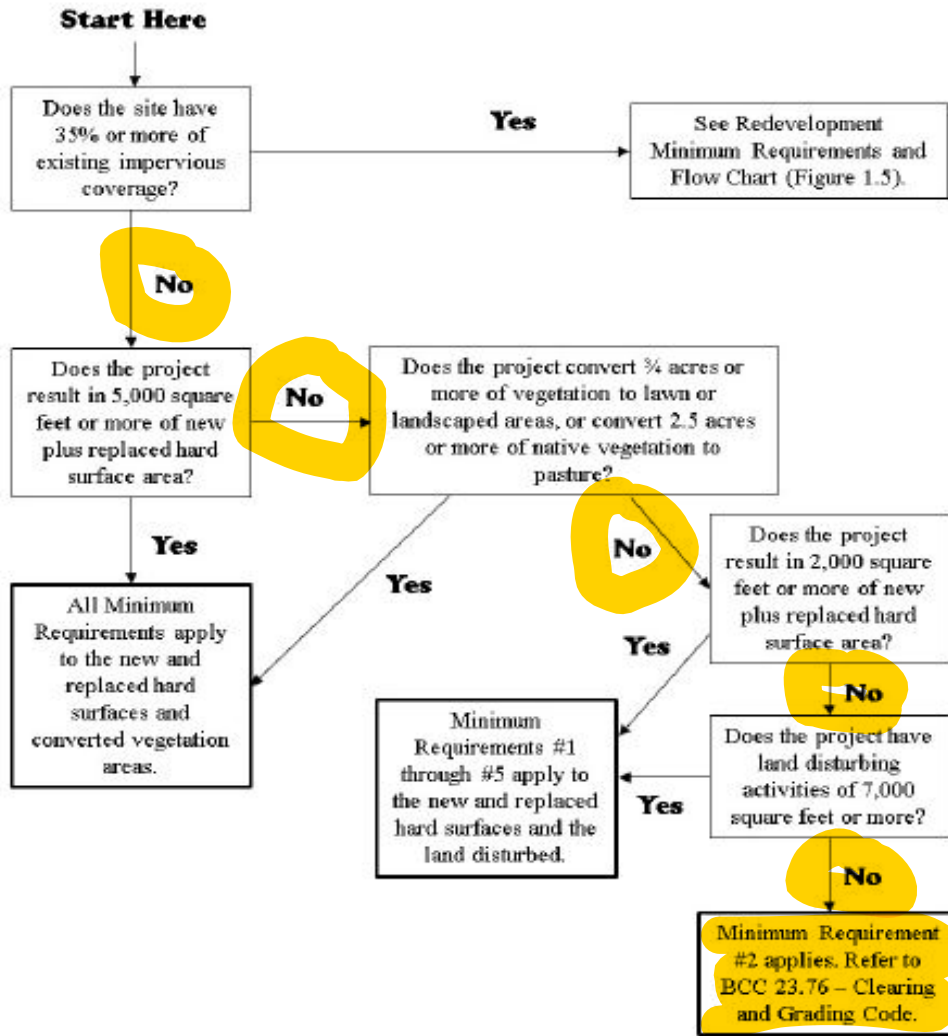 Start Here
Does the site have
35% or more of
existing impervious
coverage?
Yes
See Redevelopment
Minimum Requirements and
Flow Chart (Figure 1.5).
No
Does the project
result in 5,000 square
feet or more of new
plus replaced hard
surface area?
No
Does the project convert ¾ acres or
more of vegetation to lawn or
landscaped areas, or convert 2.5 acres
or more of native vegetation to
pasture?
Yes
All Minimum
Requirements apply
to the new and
replaced hard
surfaces and
converted vegetation
areas.
Yes
No
Does the project
result in 2,000 square
feet or more of new
plus replaced hard
surface area?
Yes
No
Minimum
Requirements #1
through #5 apply to
the new and replaced
hard surfaces and the
land disturbed.
Does the project have
land disturbing
activities of 7,000
square feet or more?
Yes
No
Minimum Requirement
#2 applies. Refer to
BCC 23.76 – Clearing
and Grading Code.